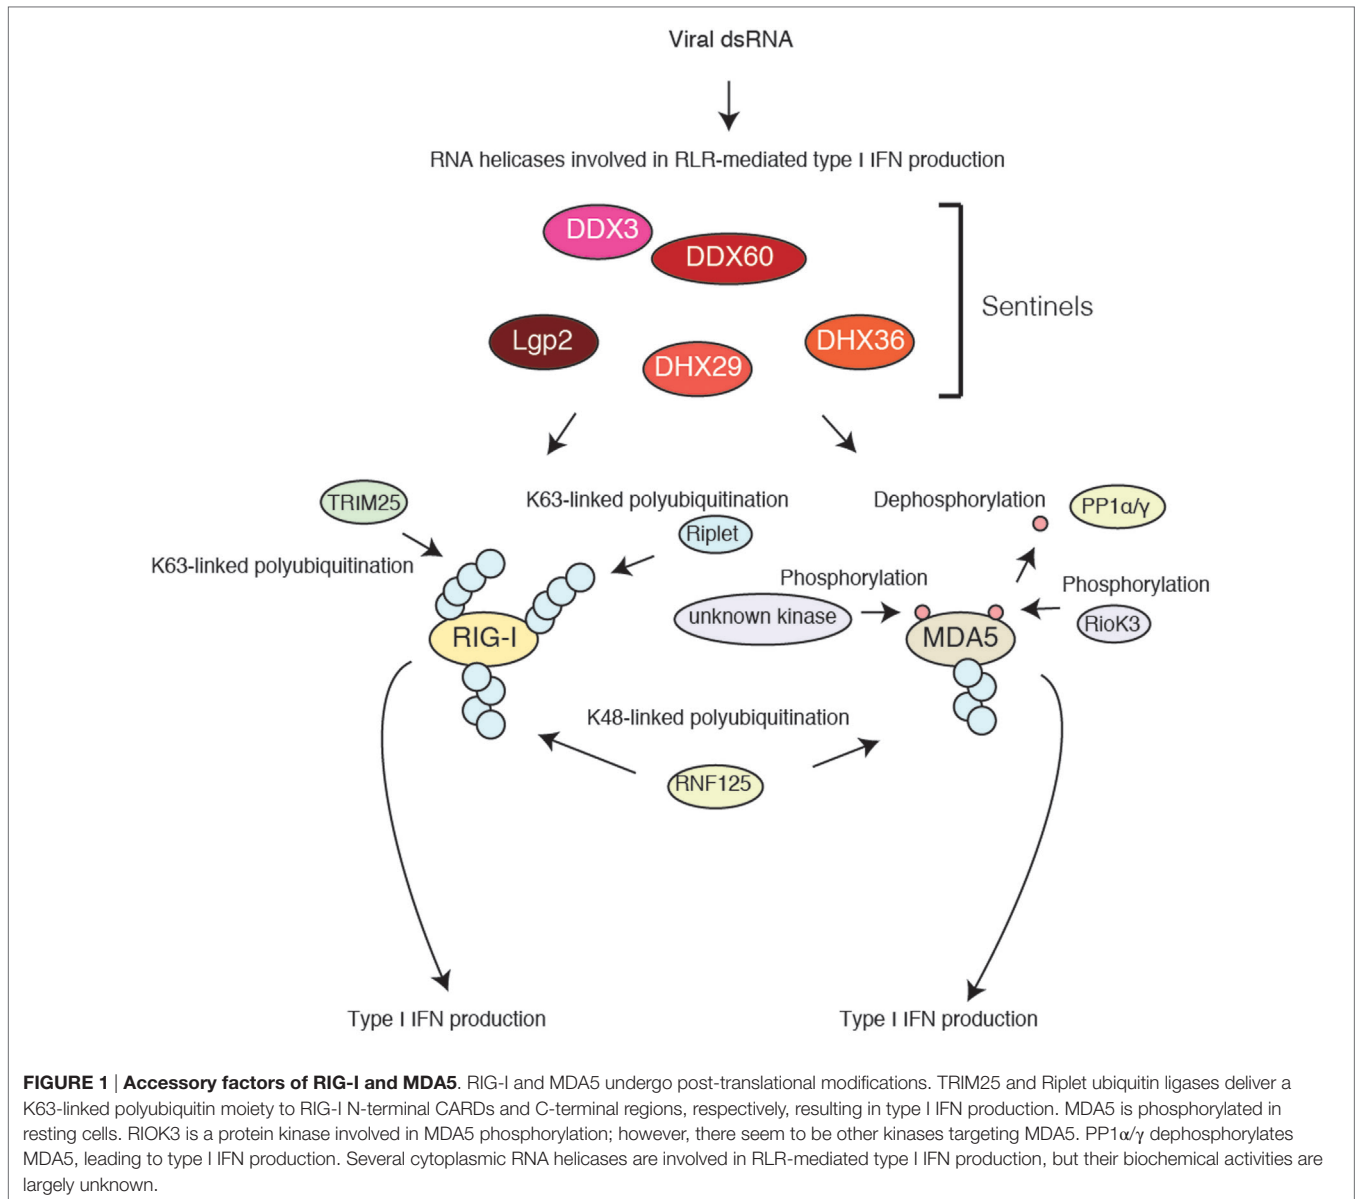 Viral dsRNA
RNA helicases involved in RLR-mediated type I IFN production
DDX3
DDX60
Sentinels
Lgp2
DHX36
DHX29
TRIM25
K63-linked polyubiquitination
Riplet
Dephosphorylation
PP1α/γ
K63-linked polyubiquitination
Phosphorylation
Phosphorylation
unknown kinase
RioK3
RIG-I
MDA5
K48-linked polyubiquitination
RNF125
Type I IFN production
Type I IFN production
FIGURE 1 | Accessory factors of RIG-I and MDA5. RIG-I and MDA5 undergo post-translational modifications. TRIM25 and Riplet ubiquitin ligases deliver a
K63-linked polyubiquitin moiety to RIG-I N-terminal CARDs and C-terminal regions, respectively, resulting in type I IFN production. MDA5 is phosphorylated in
resting cells. RIOK3 is a protein kinase involved in MDA5 phosphorylation; however, there seem to be other kinases targeting MDA5. PP1α/γ dephosphorylates
MDA5, leading to type I IFN production. Several cytoplasmic RNA helicases are involved in RLR-mediated type I IFN production, but their biochemical activities are
largely unknown.